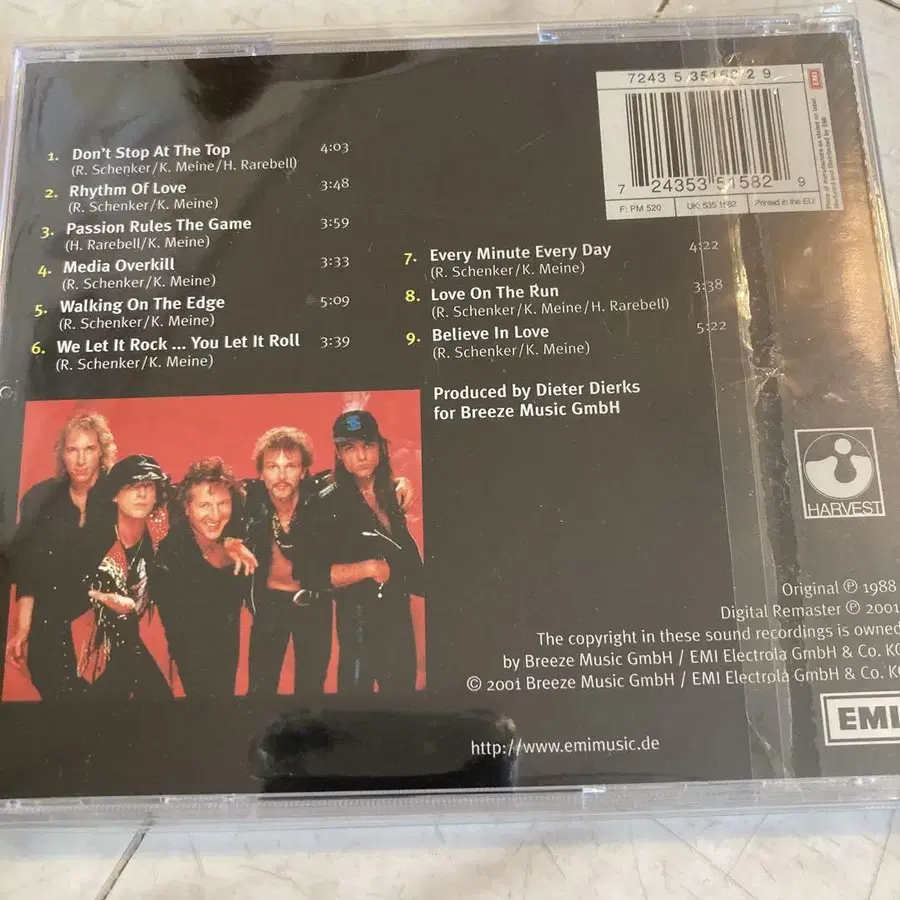 7243 5 35158 2 9
EMI
7 24353 51582 9
F: PM 520
UK: 535 1582
Printed in the EU
1. Don't Stop At The Top 4:03
(R. Schenker/K. Meine/H. Rarebell)
2. Rhythm Of Love 3:48
(R. Schenker/K. Meine)
3. Passion Rules The Game 3:59
(H. Rarebell/K. Meine)
4. Media Overkill 3:33
(R. Schenker/K. Meine)
5. Walking On The Edge 5:09
(R. Schenker/K. Meine)
6. We Let It Rock ... You Let It Roll 3:39
(R. Schenker/K. Meine)
7. Every Minute Every Day 4:22
(R. Schenker/K. Meine)
8. Love On The Run 3:38
(R. Schenker/K. Meine/H. Rarebell)
9. Believe In Love 5:22
(R. Schenker/K. Meine)
Produced by Dieter Dierks
for Breeze Music GmbH
S
HARVEST
Original ℗ 1988
Digital Remaster ℗ 2001
The copyright in these sound recordings is owned
by Breeze Music GmbH / EMI Electrola GmbH & Co. KG
© 2001 Breeze Music GmbH / EMI Electrola GmbH & Co. KG
EMI
http://www.emimusic.de